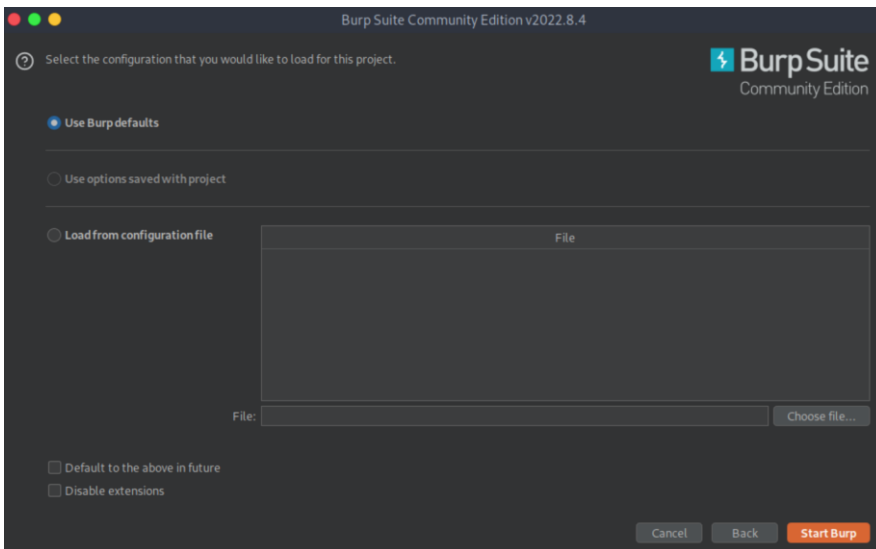 Burp Suite Community Edition v2022.8.4
Select the configuration that you would like to load for this project.
Burp Suite
Community Edition
Use Burp defaults
Use options saved with project
Load from configuration file
File
File:
Choose file...
Default to the above in future
Disable extensions
Cancel
Back
Start Burp